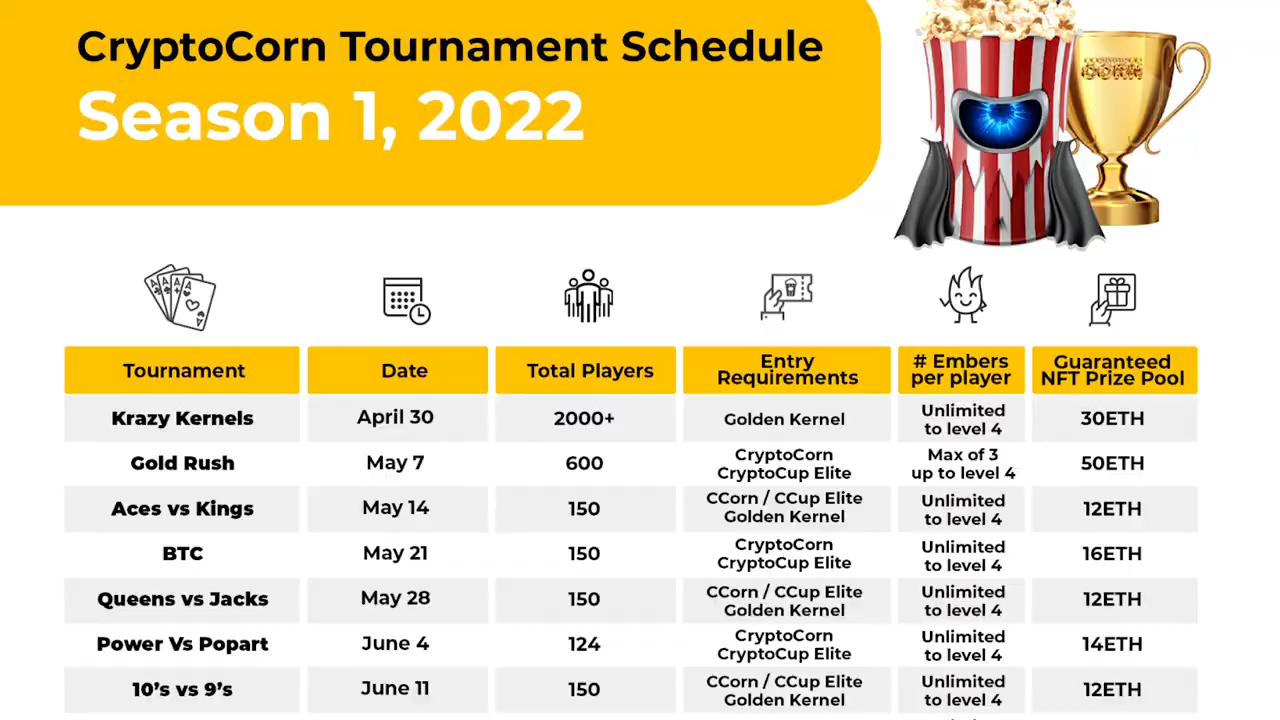 CryptoCorn Tournament Schedule
Season 1, 2022
CORN
Tournament
Date
Total Players
Entry
Requirements
# Embers
per player
Guaranteed
NFT Prize Pool
Krazy Kernels
April 30
2000+
Golden Kernel
Unlimited
to level 4
30ETH
Gold Rush
May 7
600
CryptoCorn
CryptoCup Elite
Max of 3
up to level 4
50ETH
Aces vs Kings
May 14
150
CCorn / CCup Elite
Golden Kernel
Unlimited
to level 4
12ETH
BTC
May 21
150
CryptoCorn
CryptoCup Elite
Unlimited
to level 4
16ETH
Queens vs Jacks
May 28
150
CCorn / CCup Elite
Golden Kernel
Unlimited
to level 4
12ETH
Power Vs Popart
June 4
124
CryptoCorn
CryptoCup Elite
Unlimited
to level 4
14ETH
10's vs 9's
June 11
150
CCorn / CCup Elite
Golden Kernel
Unlimited
to level 4
12ETH